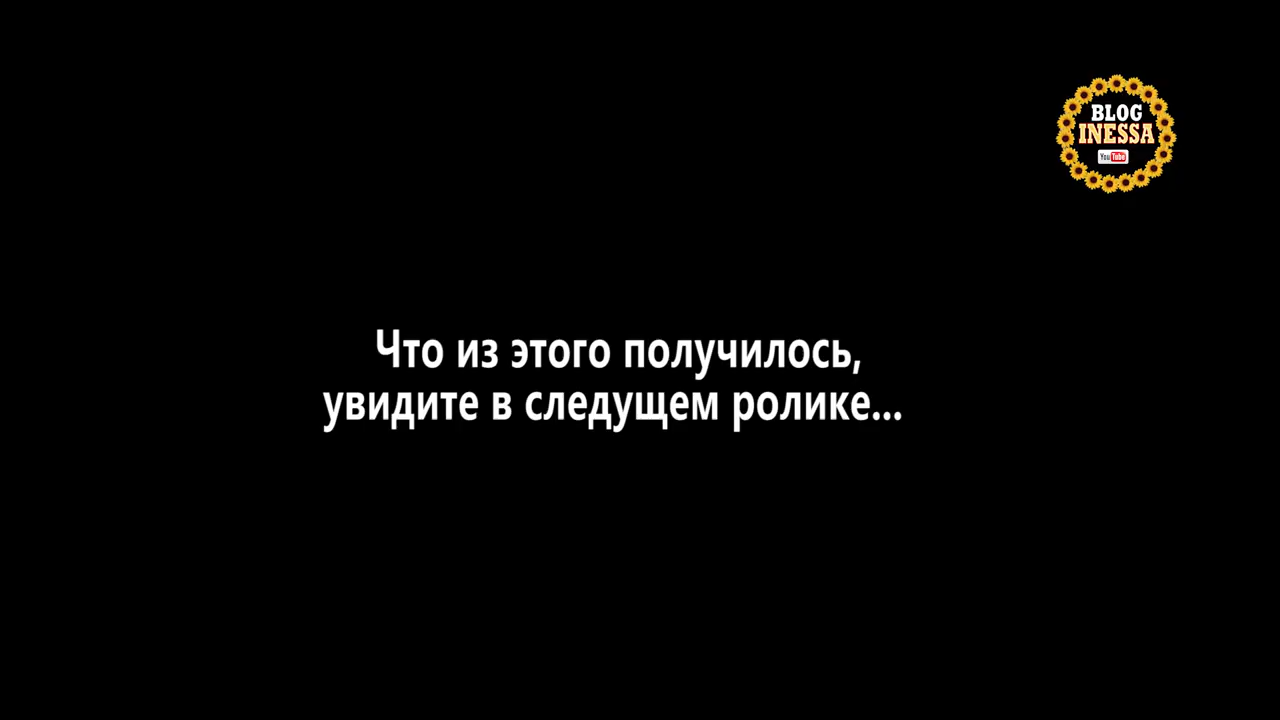 BLOG
INESSA
YouTube
Что из этого получилось,
увидите в следущем ролике...